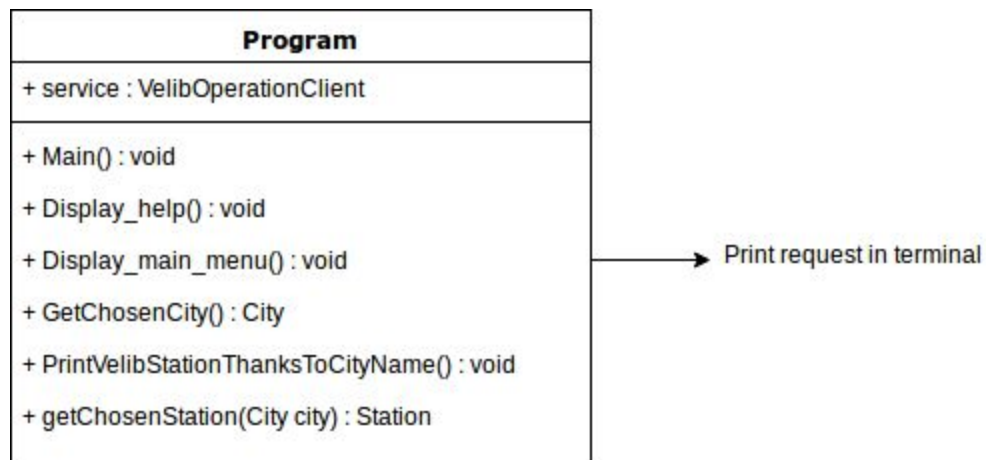 Program
+ service : VelibOperationClient
+ Main() : void
+ Display_help() : void
+ Display_main_menu() : void
Print request in terminal
+ GetChosenCity() : City
+ PrintVelibStationThanksToCityName() : void
+ getChosenStation(City city) : Station